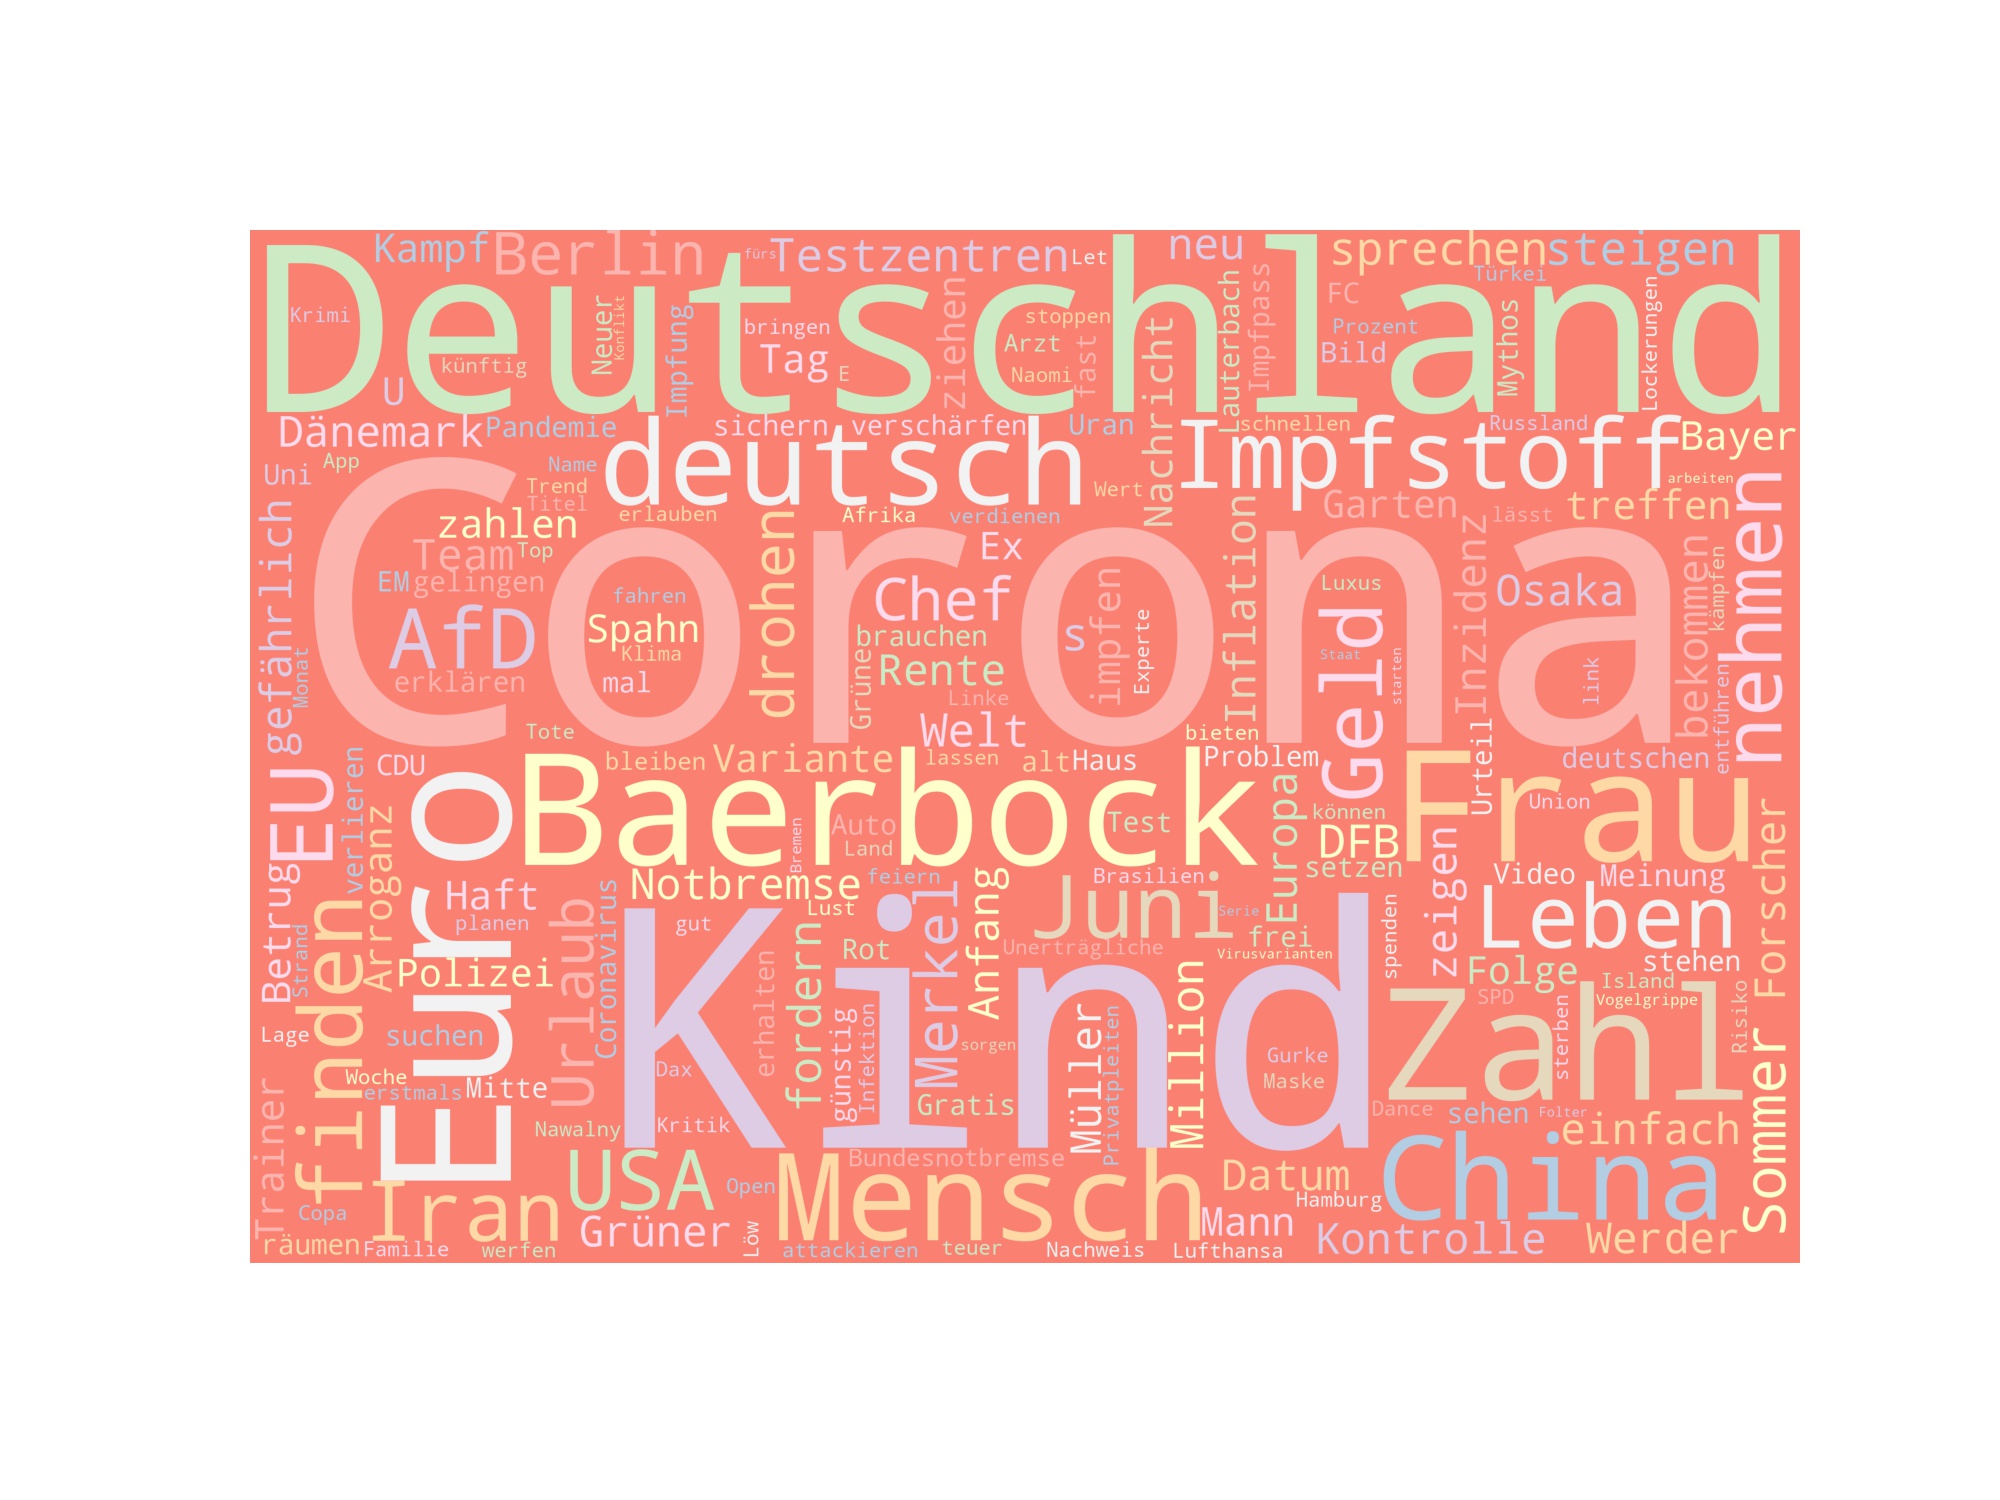 Kampf Berlin fürs Testzentren Let neu sprechen steigen
Deutschland
Türkei
Krimi
Neuer
Konflikt
Impfung
bringen
stoppen
FC
Prozent
Bild
Mythos
Lockerungen
künftig
U
Tag
E
Arzt
Naomi
fast
ziehen
Nachricht
Lauterbach
Impfpass
Dänemark Pandemie
deutsch
sichern verschärfen Uran
schnellen
Russland
Impfstoff
Bayer
Uni
App
Name
Trend
Titel
Wert
arbeiten
nehmen
zahlen
erlauben
Afrika
verdienen
Garten
lässt
treffen
Corona
Team
Top
EM
gelingen
gefährlich
Monat
AfD
erklären
fahren
Spahn
Klima
mal
drohen
Ex
Chef
brauchen
Grüne
Rente
Linke
Welt
s
impfen
Experte
Inflation
Luxus
Geld
Staat
starten
Inzidenz
Osaka
link
bekommen
kämpfen
entführen
Tote
CDU
bleiben Variante
lassen
alt
Haus
bieten
Problem
Urteil
deutschen
EU
verlieren
Arroganz
Euro
Baerbock
Auto
Land
Bremen
Test
Europa
können
DFB
setzen
Frau
Union
zeigen
Betrug
Strand
finden
Haft
planen
Polizei
Urlaub
Coronavirus
Notbremse
feiern
Lust
gut
Merkel
Anfang
Juni
Brasilien
Serie
frei
Unerträgliche
Virusvarianten
spenden
Video
Meinung
Leben
Forscher
stehen
Folge
Island
Vogelgrippe
SPD
Kind
Rot
erhalten
fordern
günstig
Infektion
sorgen
Müller
Privatpleiten
Million
Gurke
Maske
Zahl
sterben
Risiko
Sommer
Lage
suchen
Woche
erstmals
Mitte
Trainer
Dax
Kritik
Nawalny
Gratis
Dance
sehen
Folter
einfach
Iran
Copa
USA
Open
Mensch
Bundesnotbremse
Datum
Hamburg
China
räumen
Familie
werfen
Grüner
Löw
attackieren
teuer
Nachweis
Mann
Lufthansa
Kontrolle
Werder